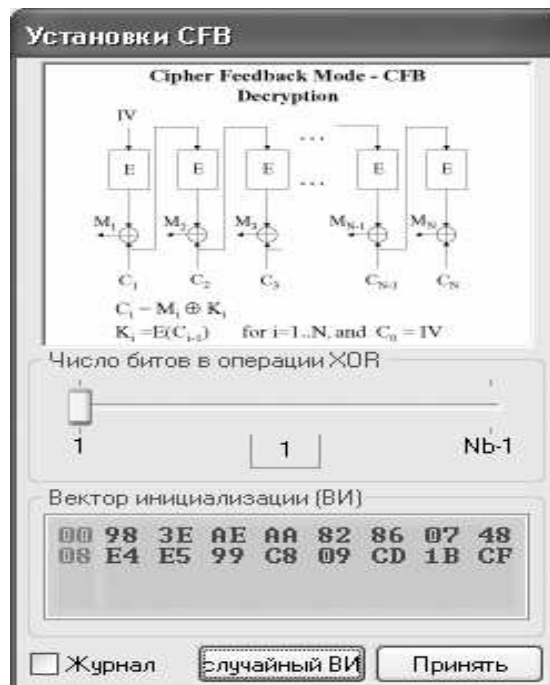 Установки CFB
Cipher Feedback Mode - CFB
Decryption
IV
E E E ... E E
...
M₁ M₂ M₃ Mₙ₋₁ Mₙ
C₁ C₂ C₃ Cₙ₋₁ Cₙ
Cᵢ = Mᵢ ⊕ Kᵢ
Kᵢ =E(Cᵢ₋₁) for i=1..N, and C₀ = IV
Число битов в операции XOR
1 1 Nb-1
Вектор инициализации (ВИ)
00 98 3E AE AA 82 86 07 48
08 E4 E5 99 C8 09 CD 1B CF
Журнал случайный ВИ Принять